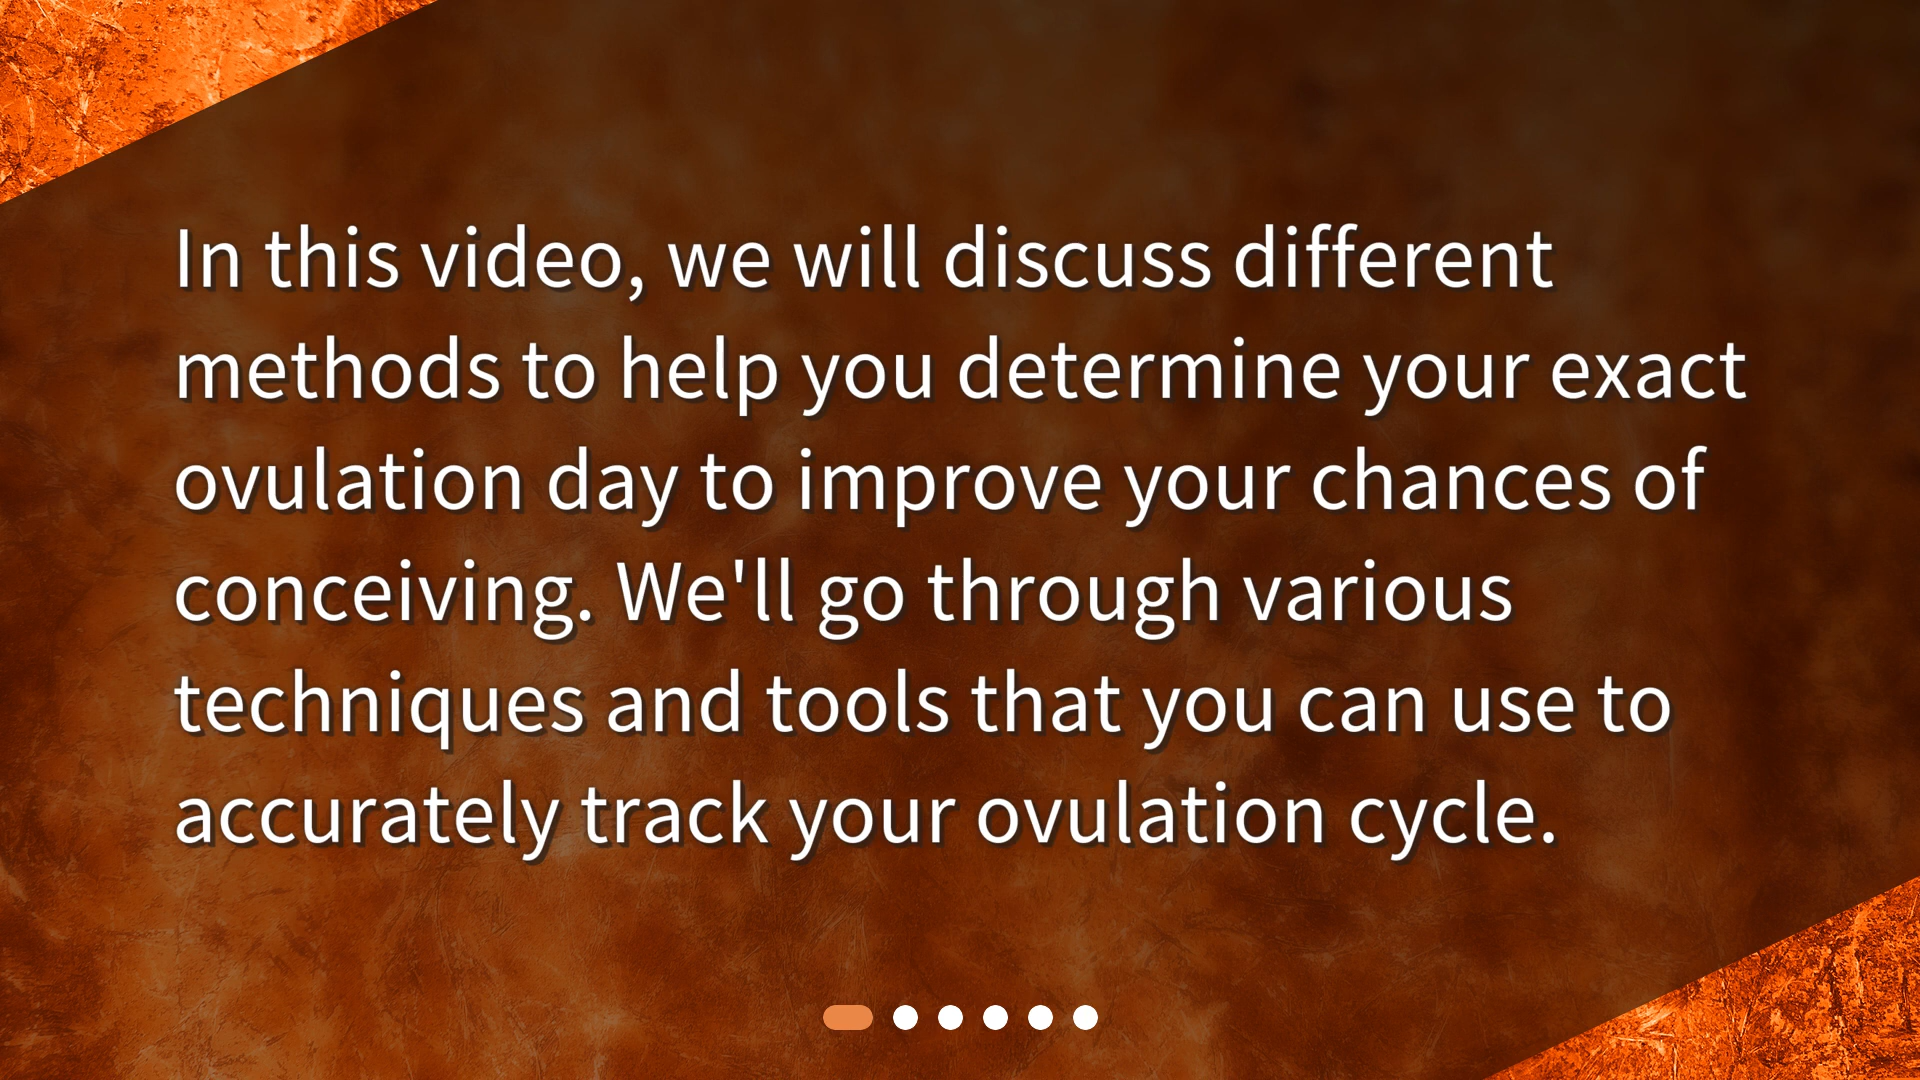 In this video, we will discuss different
methods to help you determine your exact
ovulation day to improve your chances of
conceiving. We'll go through various
techniques and tools that you can use to
accurately track your ovulation cycle.